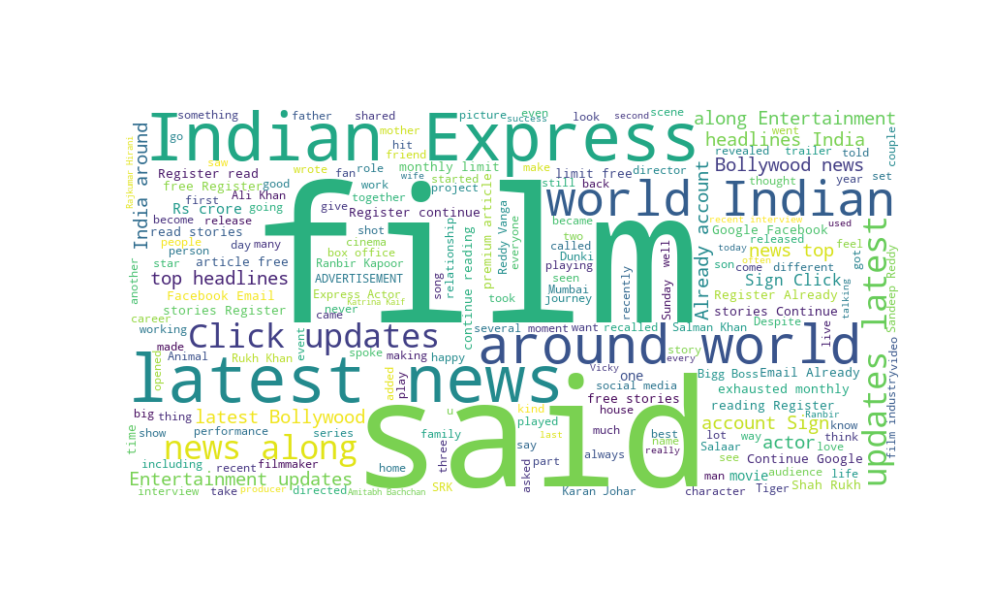 something
father
shared
picture
even
success
look
second
scene
along Entertainment
Indian Express
go
mother
hit
friend
headlines India
went
couple
Rajkumar Hirani
India around
saw
wrote
fan
monthly limit
make
limit free
director
revealed
trailer
told
Bollywood news
Register read
free Register
good
role
wife
started
still
back
thought
year
set
first
Ali Khan
work
project
world Indian
together
Rs crore
going
give
Register continue
film
premium article
Reddy Vanga
everyone
became
Already account
recent interview
used
become
release
shot
relationship
two
Google Facebook
read stories
people
cinema
called
released
today
often
feel
news top
person
day
many
box office
Dunki
well
got
another
star
article free
Ranbir Kapoor
playing
son
come
different
top headlines
ADVERTISEMENT
song
continue reading
seen
Mumbai
recently
Sunday
Sign Click
Facebook Email
Express Actor
Katrina Kaif
took
journey
Register Already
talking
Sandeep Reddy
updates latest
career
stories Register
never
came
stories Continue
working
Click updates
several
moment
want
recalled
Salman Khan
Despite
live
made
event
around world
story
opened
Animal
Rukh Khan
spoke
making
happy
Vicky
every
video
latest news
added
play
one
Bigg Boss
Email Already
social media
film industry
free stories
exhausted monthly
said
big
thing
latest Bollywood
u
kind
played
house
reading Register
Ranbir
time
show
performance
series
family
last
much
best
name
account Sign
know
news along
three
say
always
really
lot
way
actor
think
Salaar
love
including
recent
filmmaker
home
asked
part
man
see
Continue Google
Entertainment updates
movie
audience
life
interview
take
producer
directed
Amitabh Bachchan
SRK
Karan Johar
character
Tiger
Shah Rukh